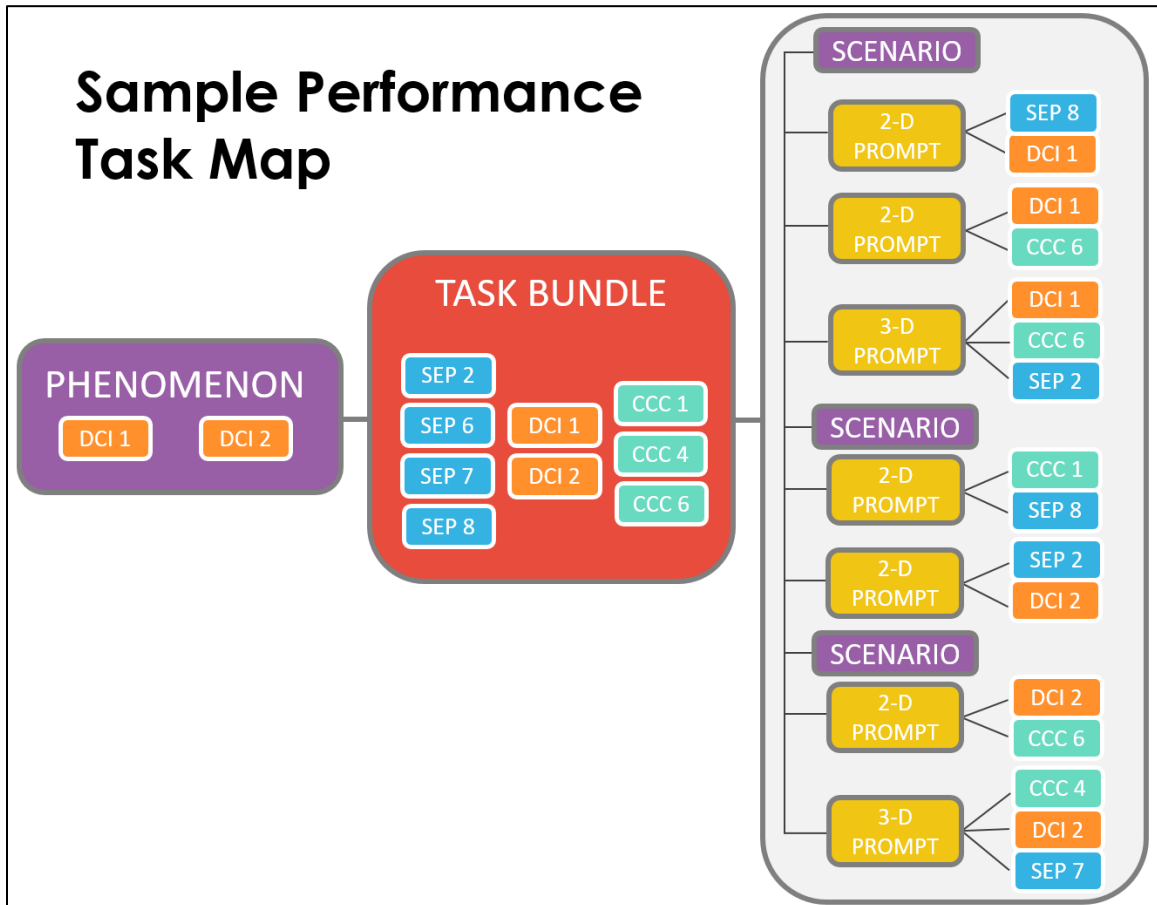 Sample Performance
Task Map
PHENOMENON
DCI 1
DCI 2
TASK BUNDLE
SEP 2
SEP 6
SEP 7
SEP 8
DCI 1
DCI 2
CCC 1
CCC 4
CCC 6
SCENARIO
2-D
PROMPT
SEP 8
DCI 1
2-D
PROMPT
DCI 1
CCC 6
3-D
PROMPT
DCI 1
CCC 6
SEP 2
SCENARIO
2-D
PROMPT
CCC 1
SEP 8
2-D
PROMPT
SEP 2
DCI 2
SCENARIO
2-D
PROMPT
DCI 2
CCC 6
3-D
PROMPT
CCC 4
DCI 2
SEP 7